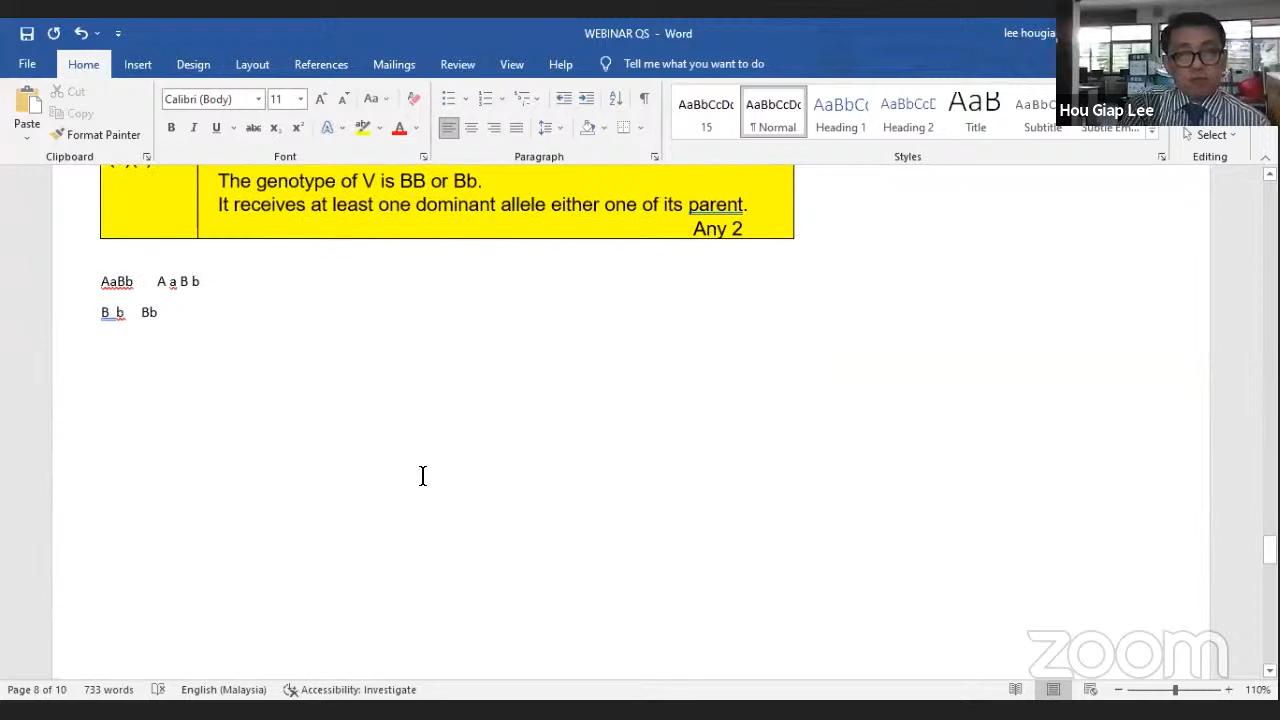 WEBINAR QS - Word
lee hougia
File Home Insert Design Layout References Mailings Review View Help Tell me what you want to do
Hou Giap Lee
Paste
Cut
Copy
Format Painter
Clipboard
Calibri (Body) 11
Font
Paragraph
AaBbCcDc AaBbCcDc AaBbCc AaBbCcD AaB AaBbCcD
15 ¶ Normal Heading 1 Heading 2 Title Subtitle Subtle Em...
Styles
Select
Editing
The genotype of V is BB or Bb.
It receives at least one dominant allele either one of its parent.
Any 2
AaBb A a B b
B b Bb
zoom
Page 8 of 10 733 words English (Malaysia) Accessibility: Investigate 110%